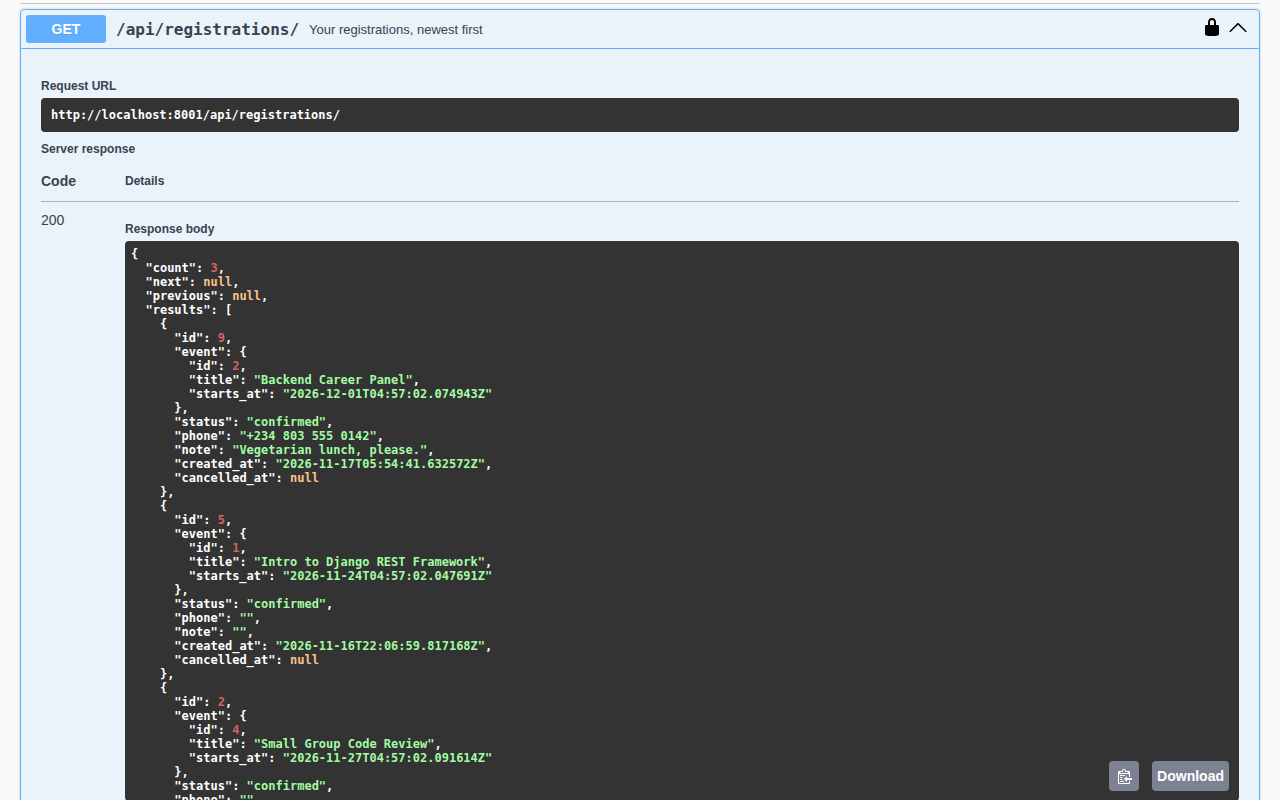 GET /api/registrations/ Your registrations, newest first
Request URL
http://localhost:8001/api/registrations/
Server response
Code Details
200
Response body
{
  "count": 3,
  "next": null,
  "previous": null,
  "results": [
    {
      "id": 9,
      "event": {
        "id": 2,
        "title": "Backend Career Panel",
        "starts_at": "2026-12-01T04:57:02.074943Z"
      },
      "status": "confirmed",
      "phone": "+234 803 555 0142",
      "note": "Vegetarian lunch, please.",
      "created_at": "2026-11-17T05:54:41.632572Z",
      "cancelled_at": null
    },
    {
      "id": 5,
      "event": {
        "id": 1,
        "title": "Intro to Django REST Framework",
        "starts_at": "2026-11-24T04:57:02.047691Z"
      },
      "status": "confirmed",
      "phone": "",
      "note": "",
      "created_at": "2026-11-16T22:06:59.817168Z",
      "cancelled_at": null
    },
    {
      "id": 2,
      "event": {
        "id": 4,
        "title": "Small Group Code Review",
        "starts_at": "2026-11-27T04:57:02.091614Z"
      },
      "status": "confirmed",
      "phone": ""
Download